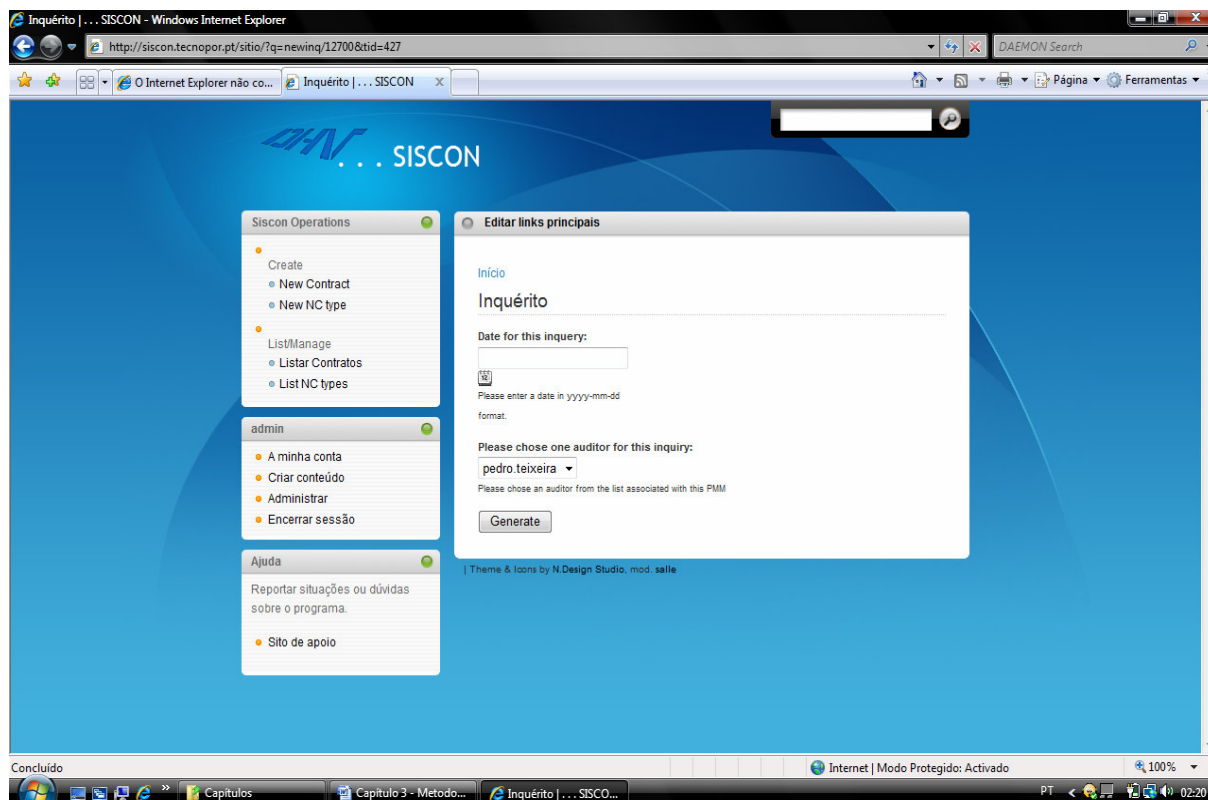 Inquérito | . . . SISCON - Windows Internet Explorer
http://siscon.tecnopor.pt/sitio/?q=newinq/12700&tid=427
DAEMON Search
O Internet Explorer não co...
Inquérito | . . . SISCON
X
Página
Ferramentas
DHV. . . SISCON
Siscon Operations
Create
New Contract
New NC type
List/Manage
Listar Contratos
List NC types
admin
A minha conta
Criar conteúdo
Administrar
Encerrar sessão
Ajuda
Reportar situações ou dúvidas
sobre o programa.
Sito de apoio
Editar links principais
Início
Inquérito
Date for this inquery:
12
Please enter a date in yyyy-mm-dd
format.
Please chose one auditor for this inquiry:
pedro.teixeira
Please chose an auditor from the list associated with this PMM
Generate
| Theme & Icons by N.Design Studio, mod. salle
Concluído
Internet | Modo Protegido: Activado
100%
Capítulos
Capítulo 3 - Metodo...
Inquérito | . . . SISCO...
PT
02:20